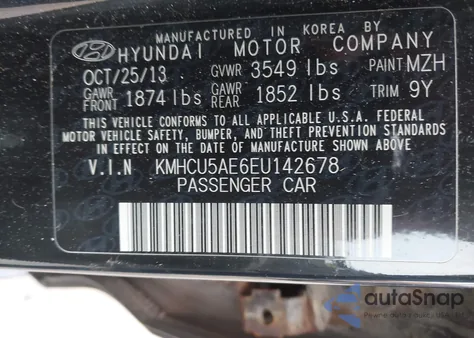 MANUFACTURED IN KOREA BY
HYUNDAI MOTOR COMPANY
OCT/25/13 GVWR 3549 lbs PAINT MZH
GAWR FRONT 1874 lbs GAWR REAR 1852 lbs TRIM 9Y
THIS VEHICLE CONFORMS TO ALL APPLICABLE U.S.A. FEDERAL
MOTOR VEHICLE SAFETY, BUMPER, AND THEFT PREVENTION
STANDARDS IN EFFECT ON THE DATE OF MANUFACTURE SHOWN ABOVE.
V.I.N KMHCU5AE6EU142678
PASSENGER CAR
autoSnap